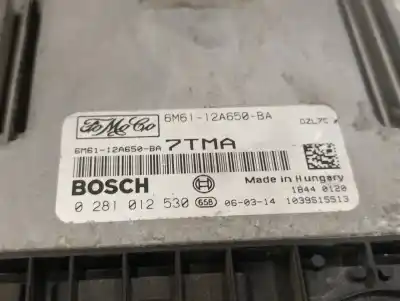 FoMoCo 6M61-12A650-BA DZL7C
6M61-12A650-BA 7TMA
BOSCH Made in Hungary
1844 0120
0 281 012 530 658 06-03-14 1039S15513